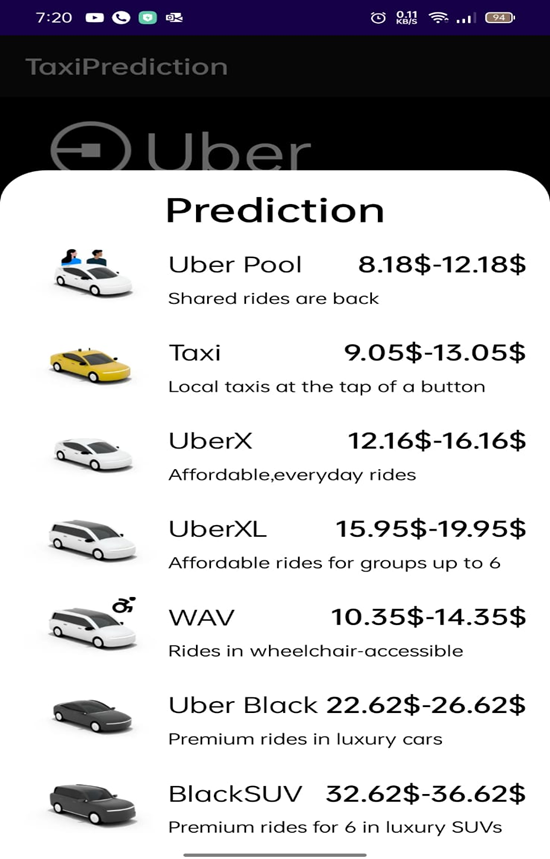 7:20 0.11 KB/S 94
TaxiPrediction
Uber
Prediction
Uber Pool 8.18$-12.18$
Shared rides are back
Taxi 9.05$-13.05$
Local taxis at the tap of a button
UberX 12.16$-16.16$
Affordable,everyday rides
UberXL 15.95$-19.95$
Affordable rides for groups up to 6
WAV 10.35$-14.35$
Rides in wheelchair-accessible
Uber Black 22.62$-26.62$
Premium rides in luxury cars
BlackSUV 32.62$-36.62$
Premium rides for 6 in luxury SUVs